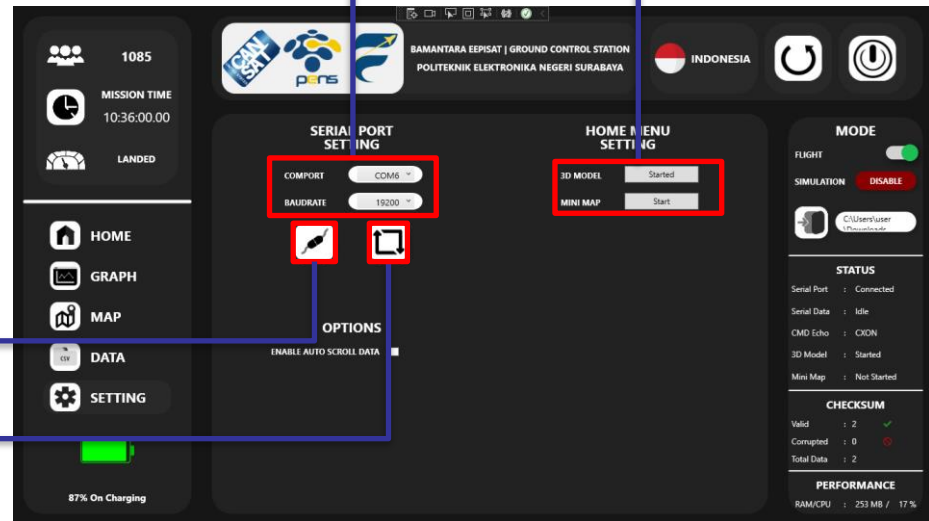 1085
MISSION TIME
10:36:00.00
LANDED
HOME
GRAPH
MAP
CSV
DATA
SETTING
87% On Charging
CAN
SAT
pens
BAMANTARA EEPISAT | GROUND CONTROL STATION
POLITEKNIK ELEKTRONIKA NEGERI SURABAYA
INDONESIA
SERIAL PORT
SETTING
COMPORT COM6
BAUDRATE 19200
OPTIONS
ENABLE AUTO SCROLL DATA
HOME MENU
SETTING
3D MODEL Started
MINI MAP Start
MODE
FLIGHT
SIMULATION DISABLE
C:\Users\user
\Downloads
STATUS
Serial Port : Connected
Serial Data : Idle
CMD Echo : CXON
3D Model : Started
Mini Map : Not Started
CHECKSUM
Valid : 2
Corrupted : 0
Total Data : 2
PERFORMANCE
RAM/CPU : 253 MB / 17 %